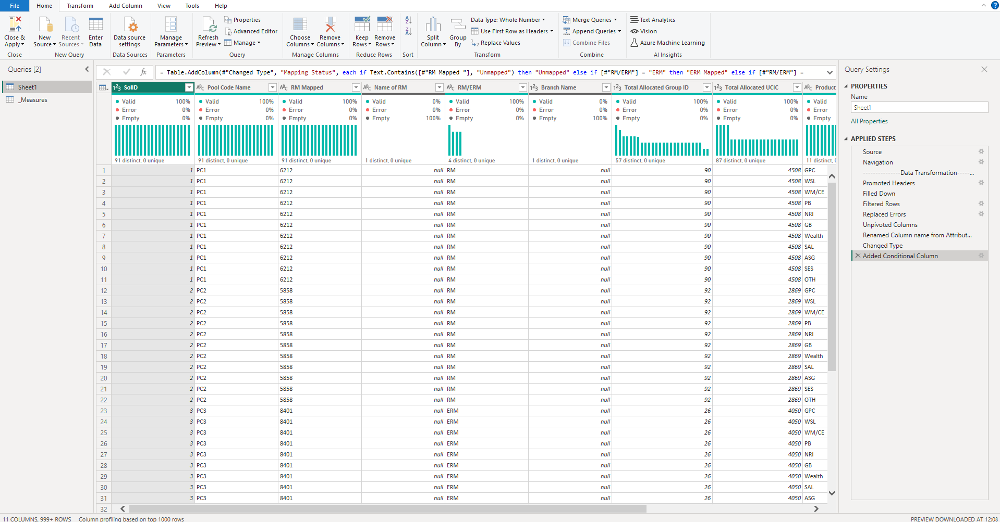 File Home Transform Add Column View Tools Help
Close & Apply New Source Recent Sources Enter Data Data source settings Manage Parameters Refresh Preview Properties Advanced Editor Manage Choose Columns Remove Columns Keep Rows Remove Rows Split Column Group By Data Type: Whole Number Use First Row as Headers Replace Values Merge Queries Append Queries Combine Files Text Analytics Vision Azure Machine Learning
Close New Query Data Sources Parameters Query Manage Columns Reduce Rows Sort Transform Combine AI Insights
Queries [2]
Sheet1
_Measures
= Table.AddColumn(#"Changed Type", "Mapping Status", each if Text.Contains([#"RM Mapped "], "Unmapped") then "Unmapped" else if [#"RM/ERM"] = "ERM" then "ERM Mapped" else if [#"RM/ERM"] =
SolID Pool Code Name RM Mapped Name of RM RM/ERM Branch Name Total Allocated Group ID Total Allocated UCIC Product
Valid 100% Valid 100% Valid 100% Valid 0% Valid 100% Valid 0% Valid 100% Valid 100% Valid
Error 0% Error 0% Error 0% Error 0% Error 0% Error 0% Error 0% Error 0% Error
Empty 0% Empty 0% Empty 0% Empty 100% Empty 0% Empty 100% Empty 0% Empty 0% Empty
91 distinct, 0 unique 91 distinct, 0 unique 91 distinct, 0 unique 1 distinct, 0 unique 4 distinct, 0 unique 1 distinct, 0 unique 57 distinct, 0 unique 87 distinct, 0 unique 11 distinct,
1 1 PC1 6212 null RM null 90 4508 GPC
2 1 PC1 6212 null RM null 90 4508 WSL
3 1 PC1 6212 null RM null 90 4508 WM/CE
4 1 PC1 6212 null RM null 90 4508 PB
5 1 PC1 6212 null RM null 90 4508 NRI
6 1 PC1 6212 null RM null 90 4508 GB
7 1 PC1 6212 null RM null 90 4508 Wealth
8 1 PC1 6212 null RM null 90 4508 SAL
9 1 PC1 6212 null RM null 90 4508 ASG
10 1 PC1 6212 null RM null 90 4508 SES
11 1 PC1 6212 null RM null 90 4508 OTH
12 2 PC2 5858 null RM null 92 2869 GPC
13 2 PC2 5858 null RM null 92 2869 WSL
14 2 PC2 5858 null RM null 92 2869 WM/CE
15 2 PC2 5858 null RM null 92 2869 PB
16 2 PC2 5858 null RM null 92 2869 NRI
17 2 PC2 5858 null RM null 92 2869 GB
18 2 PC2 5858 null RM null 92 2869 Wealth
19 2 PC2 5858 null RM null 92 2869 SAL
20 2 PC2 5858 null RM null 92 2869 ASG
21 2 PC2 5858 null RM null 92 2869 SES
22 2 PC2 5858 null RM null 92 2869 OTH
23 3 PC3 8401 null ERM null 26 4050 GPC
24 3 PC3 8401 null ERM null 26 4050 WSL
25 3 PC3 8401 null ERM null 26 4050 WM/CE
26 3 PC3 8401 null ERM null 26 4050 PB
27 3 PC3 8401 null ERM null 26 4050 NRI
28 3 PC3 8401 null ERM null 26 4050 GB
29 3 PC3 8401 null ERM null 26 4050 Wealth
30 3 PC3 8401 null ERM null 26 4050 SAL
31 3 PC3 8401 null ERM null 26 4050 ASG
32
Query Settings
PROPERTIES
Name
Sheet1
All Properties
APPLIED STEPS
Source
Navigation
---------------Data Transformation-----...
Promoted Headers
Filled Down
Filtered Rows
Replaced Errors
Unpivoted Columns
Renamed Column name from Attribut...
Changed Type
Added Conditional Column
11 COLUMNS, 999+ ROWS Column profiling based on top 1000 rows PREVIEW DOWNLOADED AT 12:08